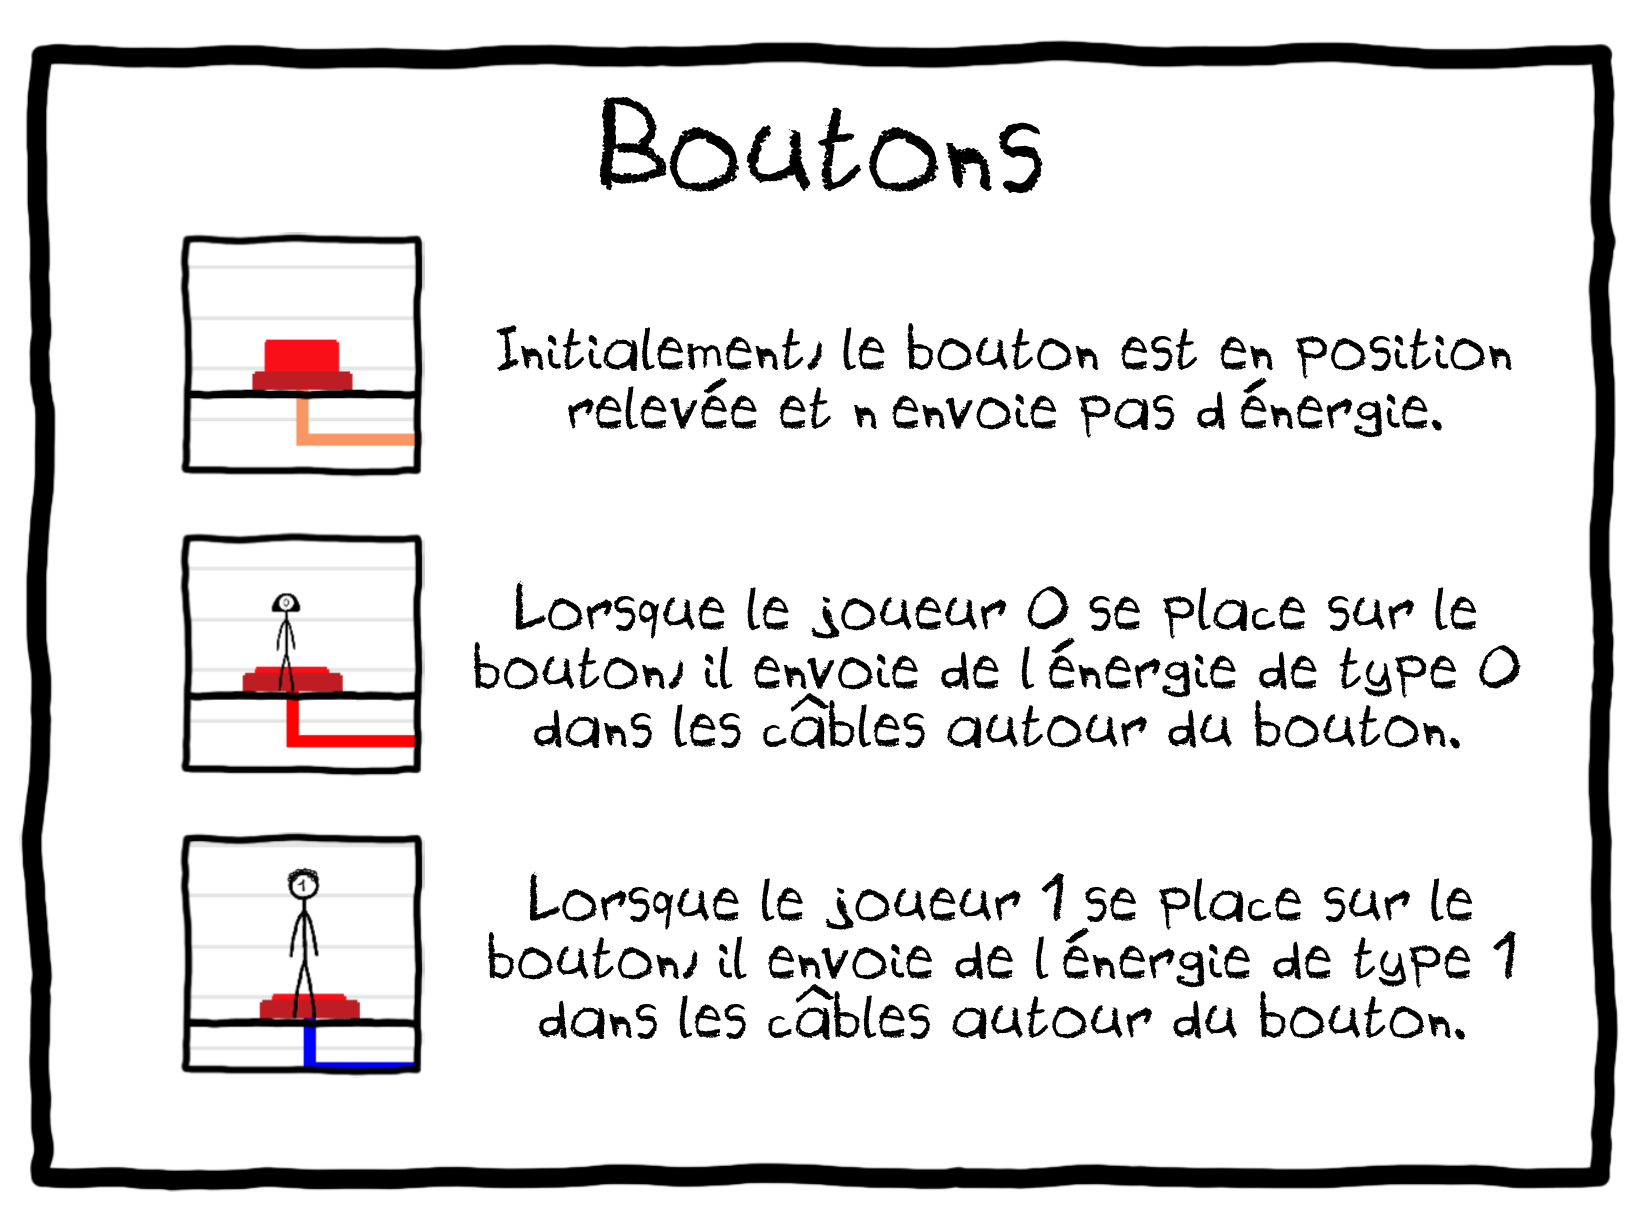 Boutons
Initialement, le bouton est en position
relevée et n envoie pas d énergie.
0
Lorsque le joueur 0 se place sur le
bouton, il envoie de l énergie de type 0
dans les câbles autour du bouton.
1
Lorsque le joueur 1 se place sur le
bouton, il envoie de l énergie de type 1
dans les câbles autour du bouton.